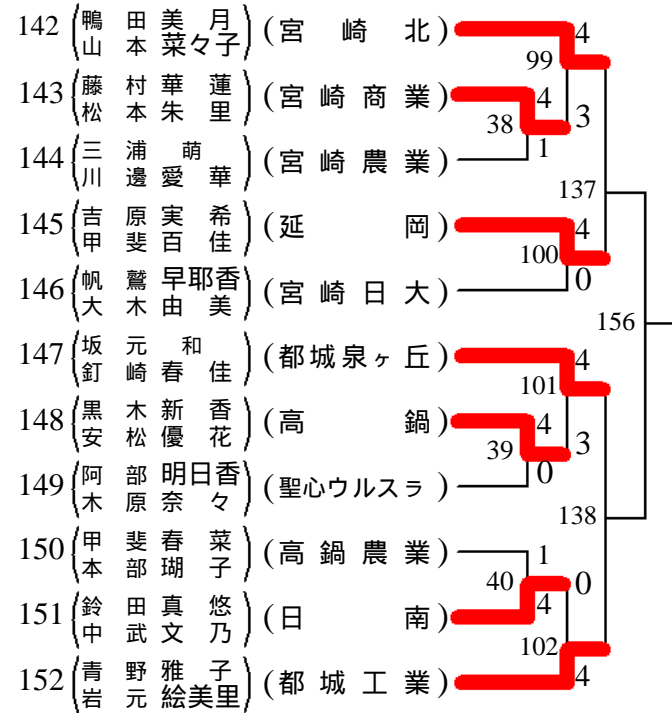 142 鴨田美月 (宮崎北) 4
山本菜々子
99
143 藤村華蓮 (宮崎商業) 4 3
松本朱里
38
1
144 三浦萌 (宮崎農業)
川邊愛華
137
145 吉原実希 (延岡) 4
甲斐百佳
100
0
146 帆鷲早耶香 (宮崎日大)
大木由美
156
147 坂元和 (都城泉ヶ丘) 4
釘崎春佳
101
148 黒木新香 (高鍋) 4 3
安松優花
39
0
149 阿部明日香 (聖心ウルスラ)
木原奈々
138
150 甲斐春菜 (高鍋農業) 1
本部瑚子
40 0
151 鈴田真悠 (日南) 4
中武文乃
102
152 青野雅子 (都城工業) 4
岩元絵美里